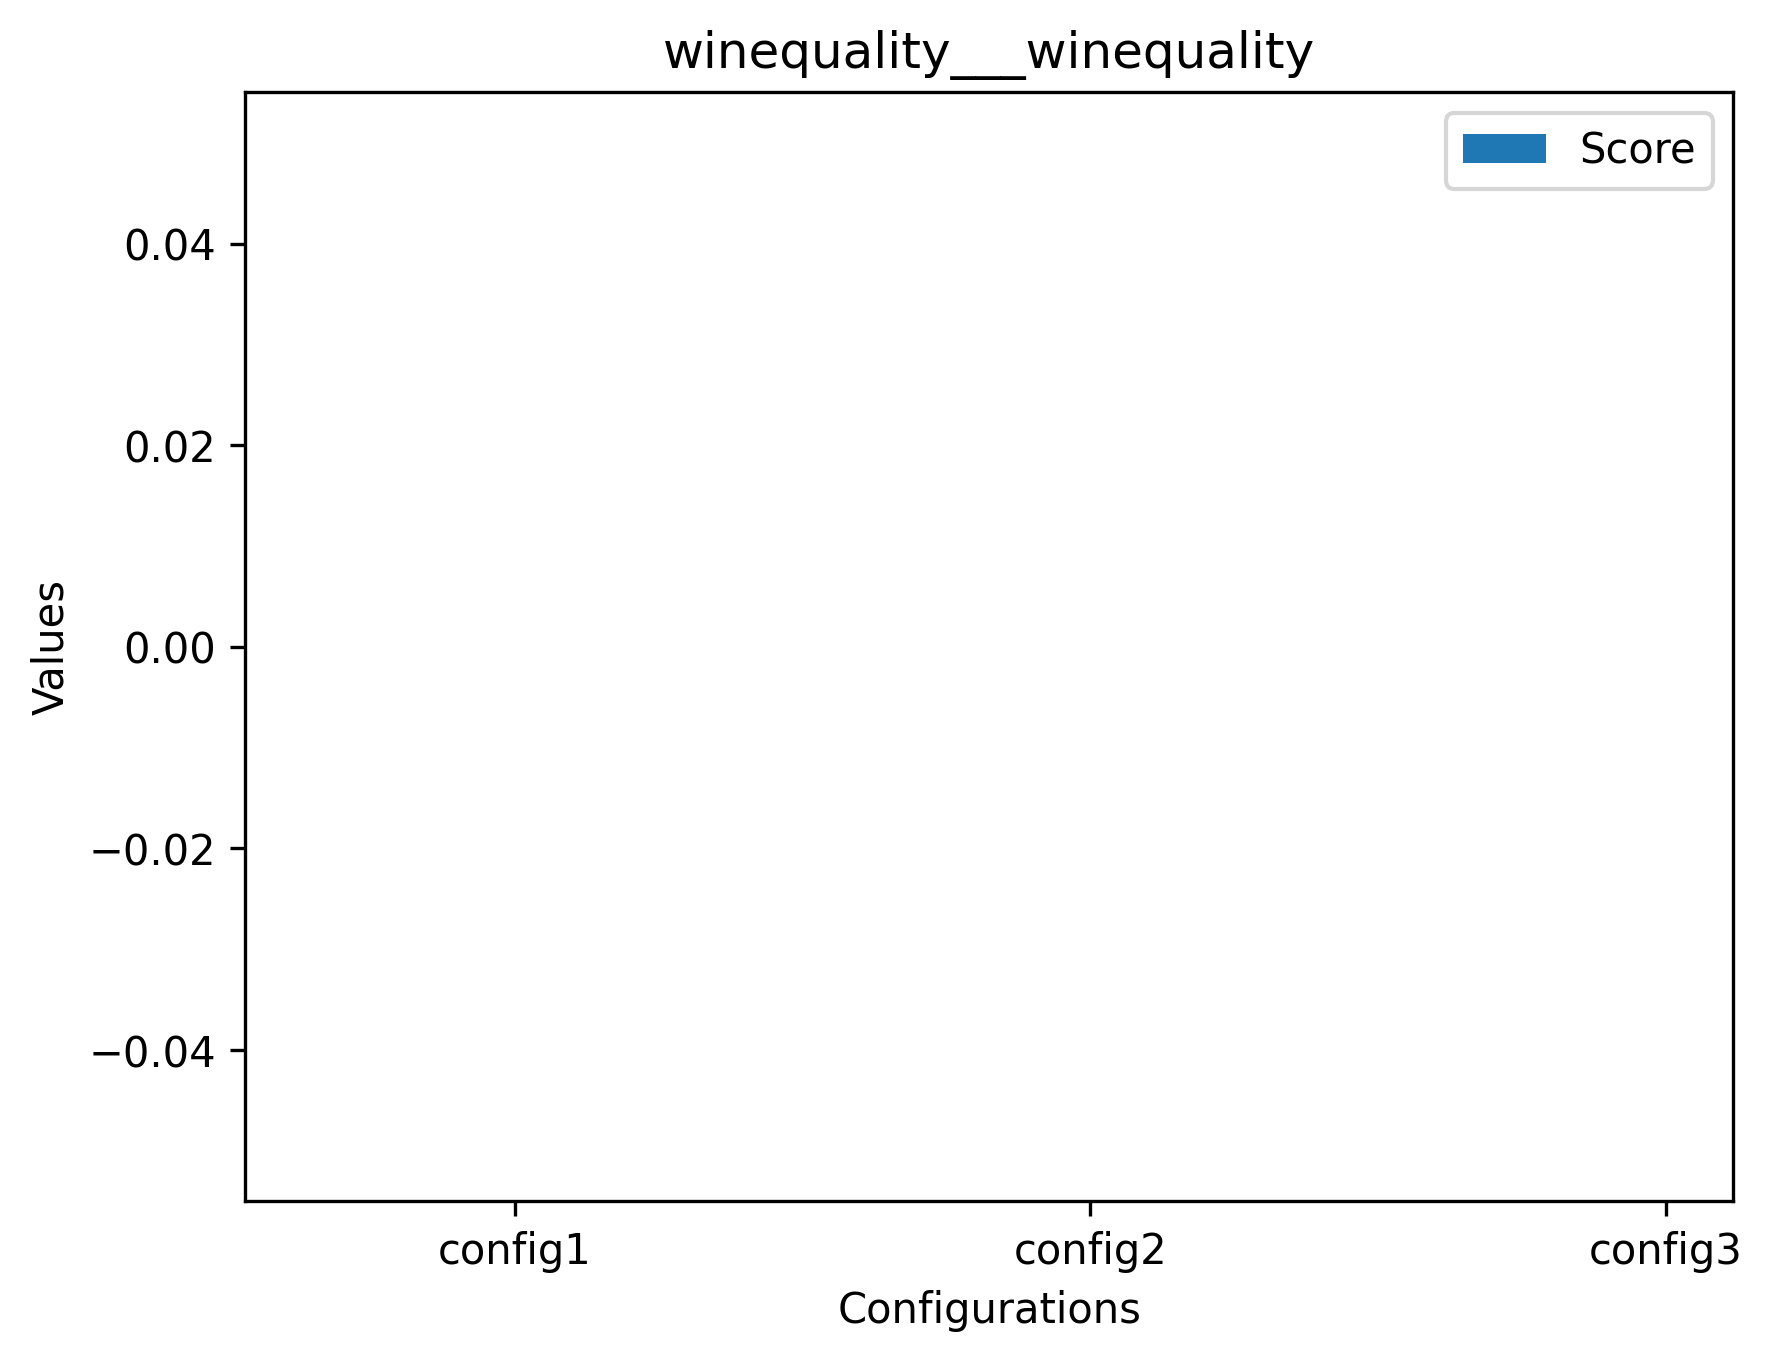 winequality___winequality
Score
0.04
0.02
0.00
−0.02
−0.04
Values
config1 config2 config3
Configurations